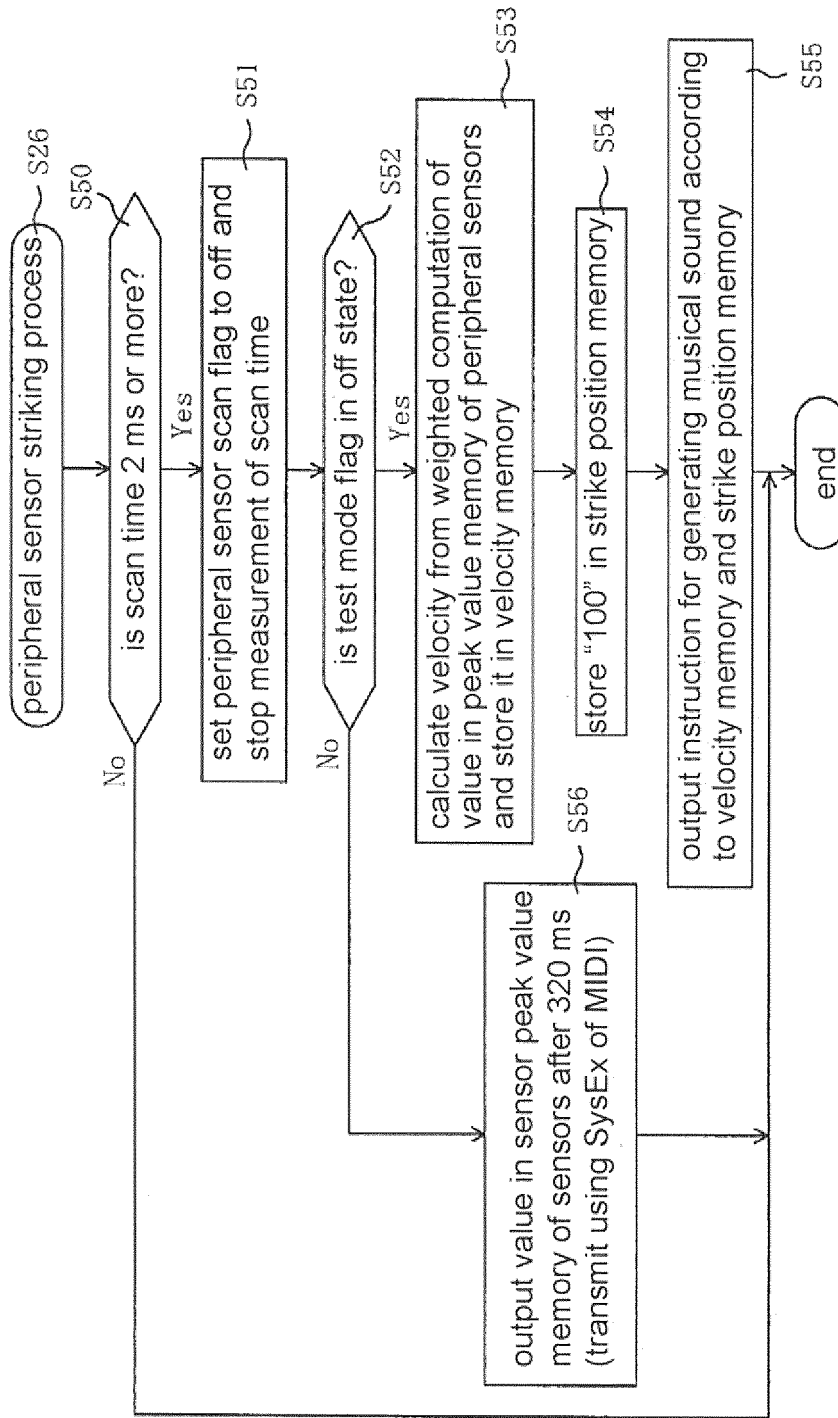 peripheral sensor striking process
S26
S50
is scan time 2 ms or more?
No
Yes
S51
set peripheral sensor scan flag to off and
stop measurement of scan time
S52
is test mode flag in off state?
No
Yes
S53
calculate velocity from weighted computation of
value in peak value memory of peripheral sensors
and store it in velocity memory
S54
store “100” in strike position memory
S56
output value in sensor peak value
memory of sensors after 320 ms
(transmit using SysEx of MIDI)
output instruction for generating musical sound according
to velocity memory and strike position memory
S55
end